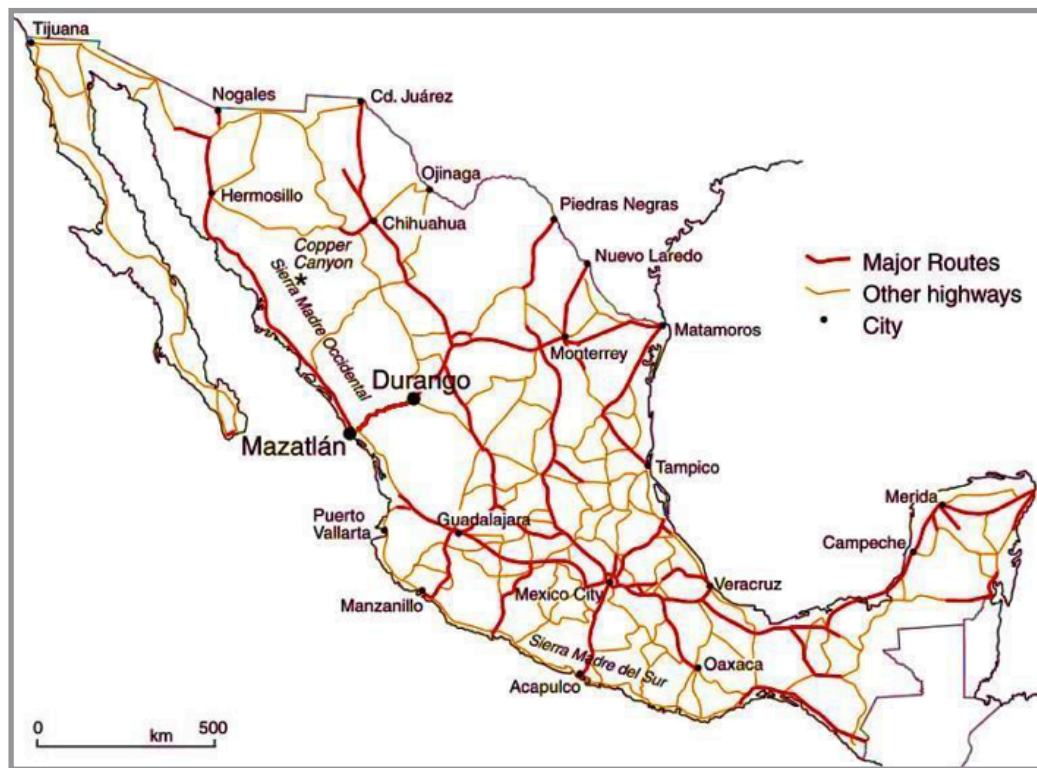 Tijuana
Nogales
Cd. Juárez
Ojinaga
Hermosillo
Chihuahua
Piedras Negras
Copper
Canyon
*
Sierra Madre Occidental
Nuevo Laredo
Major Routes
Other highways
City
Matamoros
Monterrey
Durango
Mazatlán
Tampico
Merida
Puerto
Vallarta
Guadalajara
Campeche
Manzanillo
Mexico City
Veracruz
Sierra Madre del Sur
Oaxaca
Acapulco
0 500
km